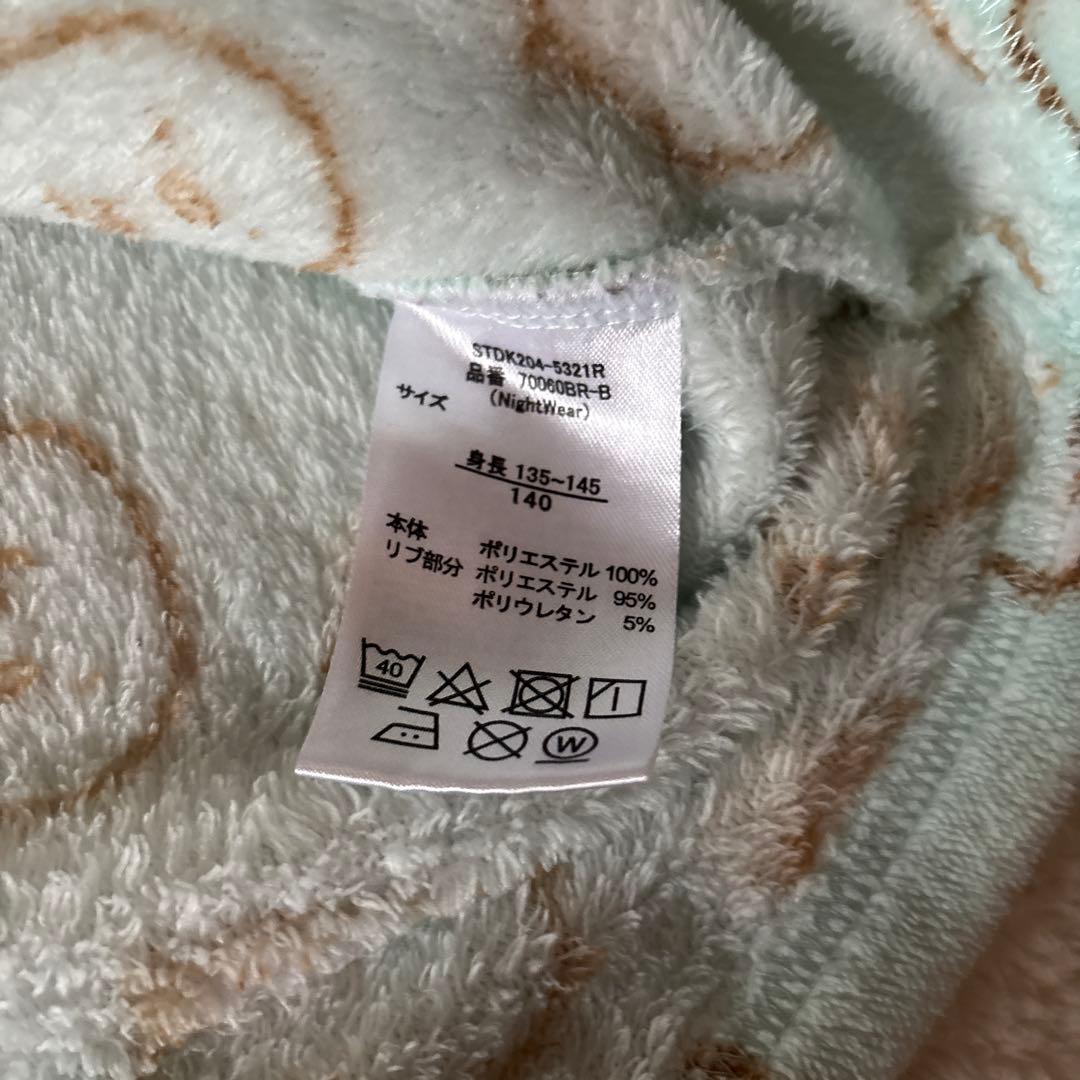 STDK204-5321R
品番 70060BR-B
サイズ (NightWear)
身長 135~145
140
本体 ポリエステル 100%
リブ部分 ポリエステル 95%
ポリウレタン 5%
40
W